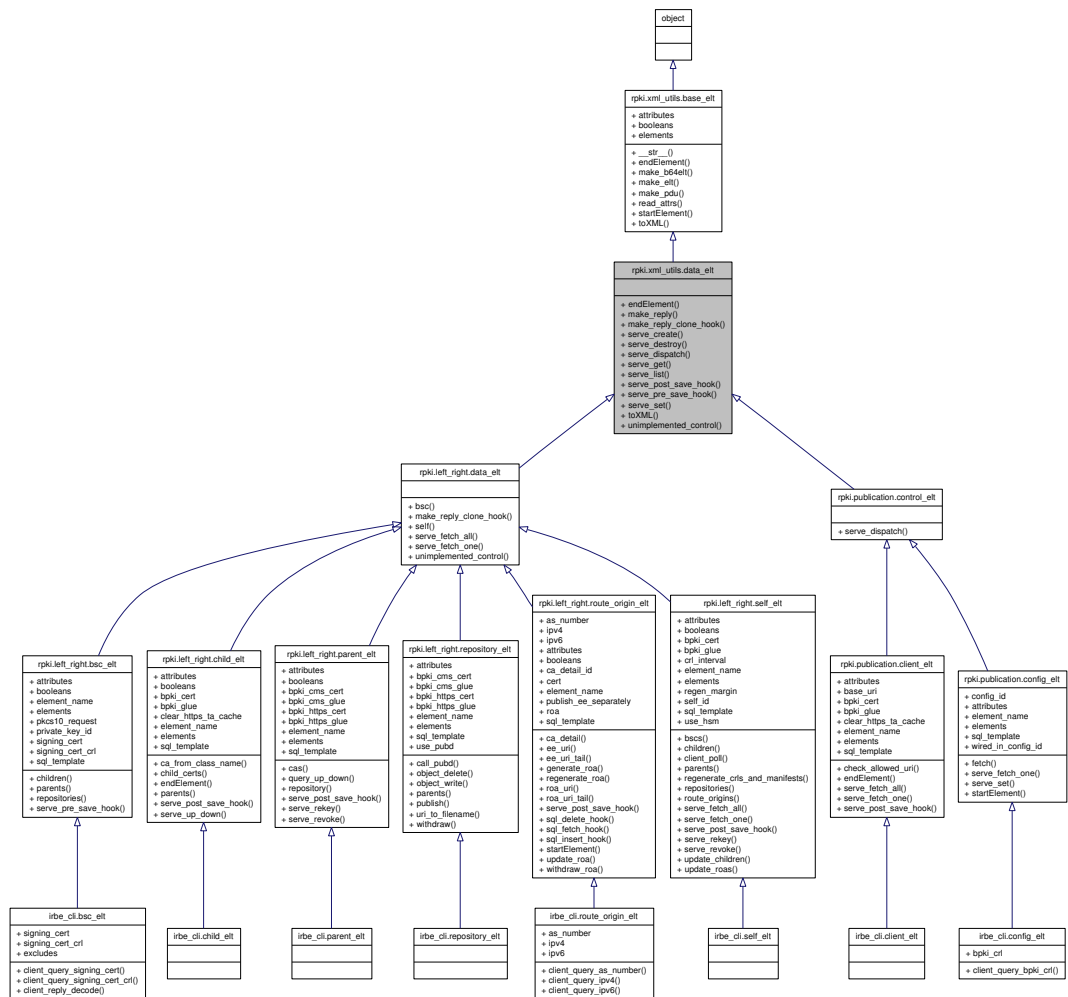 object
rpki.xml_utils.base_elt
+ attributes
+ booleans
+ elements
+ __str__()
+ endElement()
+ make_b64elt()
+ make_elt()
+ make_pdu()
+ read_attrs()
+ startElement()
+ toXML()
rpki.xml_utils.data_elt
+ endElement()
+ make_reply()
+ make_reply_clone_hook()
+ serve_create()
+ serve_destroy()
+ serve_dispatch()
+ serve_get()
+ serve_list()
+ serve_post_save_hook()
+ serve_pre_save_hook()
+ serve_set()
+ toXML()
+ unimplemented_control()
rpki.left_right.data_elt
+ bsc()
+ make_reply_clone_hook()
+ self()
+ serve_fetch_all()
+ serve_fetch_one()
+ unimplemented_control()
rpki.publication.control_elt
+ serve_dispatch()
rpki.left_right.bsc_elt
+ attributes
+ booleans
+ element_name
+ elements
+ pkcs10_request
+ private_key_id
+ signing_cert
+ signing_cert_crl
+ sql_template
+ children()
+ parents()
+ repositories()
+ serve_pre_save_hook()
rpki.left_right.child_elt
+ attributes
+ booleans
+ bpki_cert
+ bpki_glue
+ clear_https_ta_cache
+ element_name
+ elements
+ sql_template
+ ca_from_class_name()
+ child_certs()
+ endElement()
+ parents()
+ serve_post_save_hook()
+ serve_up_down()
rpki.left_right.parent_elt
+ attributes
+ booleans
+ bpki_cms_cert
+ bpki_cms_glue
+ bpki_https_cert
+ bpki_https_glue
+ element_name
+ elements
+ sql_template
+ cas()
+ query_up_down()
+ repository()
+ serve_post_save_hook()
+ serve_rekey()
+ serve_revoke()
rpki.left_right.repository_elt
+ attributes
+ bpki_cms_cert
+ bpki_cms_glue
+ bpki_https_cert
+ bpki_https_glue
+ element_name
+ elements
+ sql_template
+ use_pubd
+ call_pubd()
+ object_delete()
+ object_write()
+ parents()
+ publish()
+ uri_to_filename()
+ withdraw()
rpki.left_right.route_origin_elt
+ as_number
+ ipv4
+ ipv6
+ attributes
+ booleans
+ ca_detail_id
+ cert
+ element_name
+ publish_ee_separately
+ roa
+ sql_template
+ ca_detail()
+ ee_uri()
+ ee_uri_tail()
+ generate_roa()
+ regenerate_roa()
+ roa_uri()
+ roa_uri_tail()
+ serve_post_save_hook()
+ sql_delete_hook()
+ sql_fetch_hook()
+ sql_insert_hook()
+ startElement()
+ update_roa()
+ withdraw_roa()
rpki.left_right.self_elt
+ attributes
+ booleans
+ bpki_cert
+ bpki_glue
+ crl_interval
+ element_name
+ elements
+ regen_margin
+ self_id
+ sql_template
+ use_hsm
+ bscs()
+ children()
+ client_poll()
+ parents()
+ regenerate_crls_and_manifests()
+ repositories()
+ route_origins()
+ serve_fetch_all()
+ serve_fetch_one()
+ serve_post_save_hook()
+ serve_rekey()
+ serve_revoke()
+ update_children()
+ update_roas()
rpki.publication.client_elt
+ attributes
+ base_uri
+ bpki_cert
+ bpki_glue
+ clear_https_ta_cache
+ element_name
+ elements
+ sql_template
+ check_allowed_uri()
+ endElement()
+ serve_fetch_all()
+ serve_fetch_one()
+ serve_post_save_hook()
rpki.publication.config_elt
+ config_id
+ attributes
+ element_name
+ elements
+ sql_template
+ wired_in_config_id
+ fetch()
+ serve_fetch_one()
+ serve_set()
+ startElement()
irbe_cli.bsc_elt
+ signing_cert
+ signing_cert_crl
+ excludes
+ client_query_signing_cert()
+ client_query_signing_cert_crl()
+ client_reply_decode()
irbe_cli.child_elt
irbe_cli.parent_elt
irbe_cli.repository_elt
irbe_cli.route_origin_elt
+ as_number
+ ipv4
+ ipv6
+ client_query_as_number()
+ client_query_ipv4()
+ client_query_ipv6()
irbe_cli.self_elt
irbe_cli.client_elt
irbe_cli.config_elt
+ bpki_crl
+ client_query_bpki_crl()